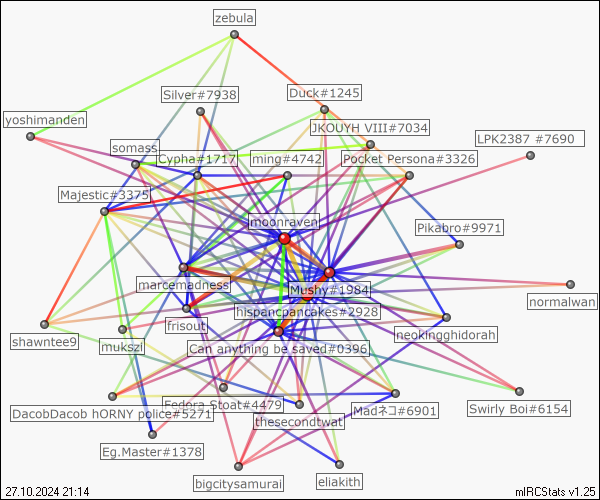 zebula
Silver#7938
Duck#1245
yoshimanden
JKOUYH VIII#7034
LPK2387 #7690
somass
Cypha#1717
ming#4742
Pocket Persona#3326
Majestic#3375
moonraven
Pikabro#9971
marcemadness
Mushy#1984
normalwan
hispancpancakes#2928
frisout
neokingghidorah
shawntee9
mukszi
Can anything be saved#0396
DacobDacob hORNY police#5271
Fedora Stoat#4479
thesecondtwat
Madネコ#6901
Swirly Boi#6154
Eg.Master#1378
bigcitysamurai
eliakith
27.10.2024 21:14
mIRCStats v1.25